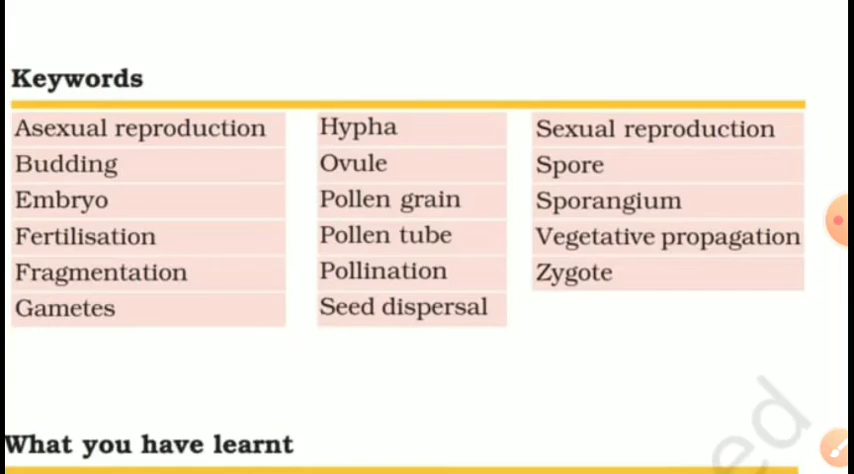 Keywords
Asexual reproduction
Budding
Embryo
Fertilisation
Fragmentation
Gametes
Hypha
Ovule
Pollen grain
Pollen tube
Pollination
Seed dispersal
Sexual reproduction
Spore
Sporangium
Vegetative propagation
Zygote
What you have learnt